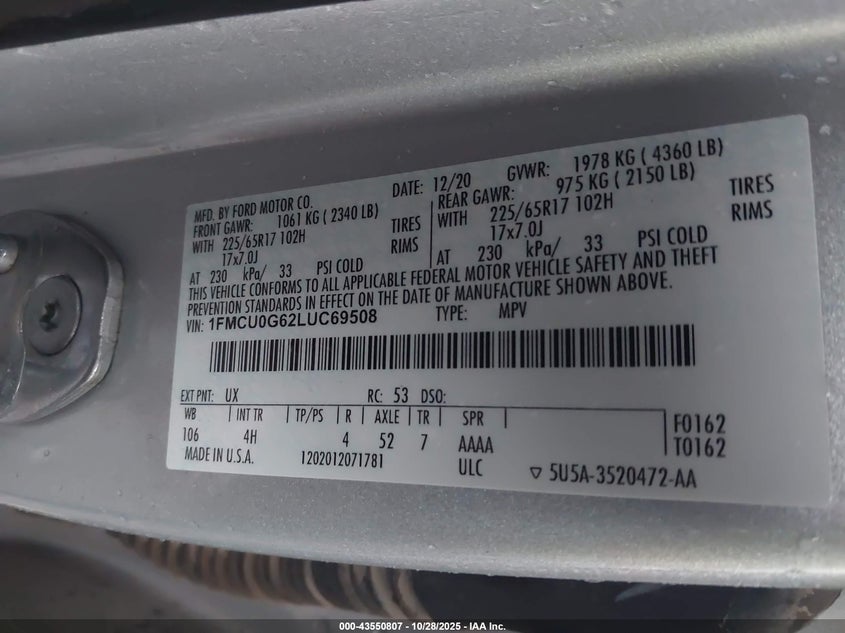 MFD. BY FORD MOTOR CO. DATE: 12/20 GVWR: 1978 KG ( 4360 LB)
FRONT GAWR: 1061 KG ( 2340 LB) REAR GAWR: 975 KG ( 2150 LB)
WITH 225/65R17 102H TIRES WITH 225/65R17 102H TIRES
17x7.0J RIMS 17x7.0J RIMS
AT 230 kPa/ 33 PSI COLD AT 230 kPa/ 33 PSI COLD
THIS VEHICLE CONFORMS TO ALL APPLICABLE FEDERAL MOTOR VEHICLE SAFETY AND THEFT
PREVENTION STANDARDS IN EFFECT ON THE DATE OF MANUFACTURE SHOWN ABOVE.
VIN: 1FMCU0G62LUC69508 TYPE: MPV
EXT PNT: UX RC: 53 DSO:
WB INT TR TP/PS R AXLE TR SPR
106 4H 4 52 7 AAAA
F0162
T0162
MADE IN U.S.A. 1202012071781 ULC ▽ 5U5A-3520472-AA
000-43550807 - 10/28/2025 - IAA Inc.